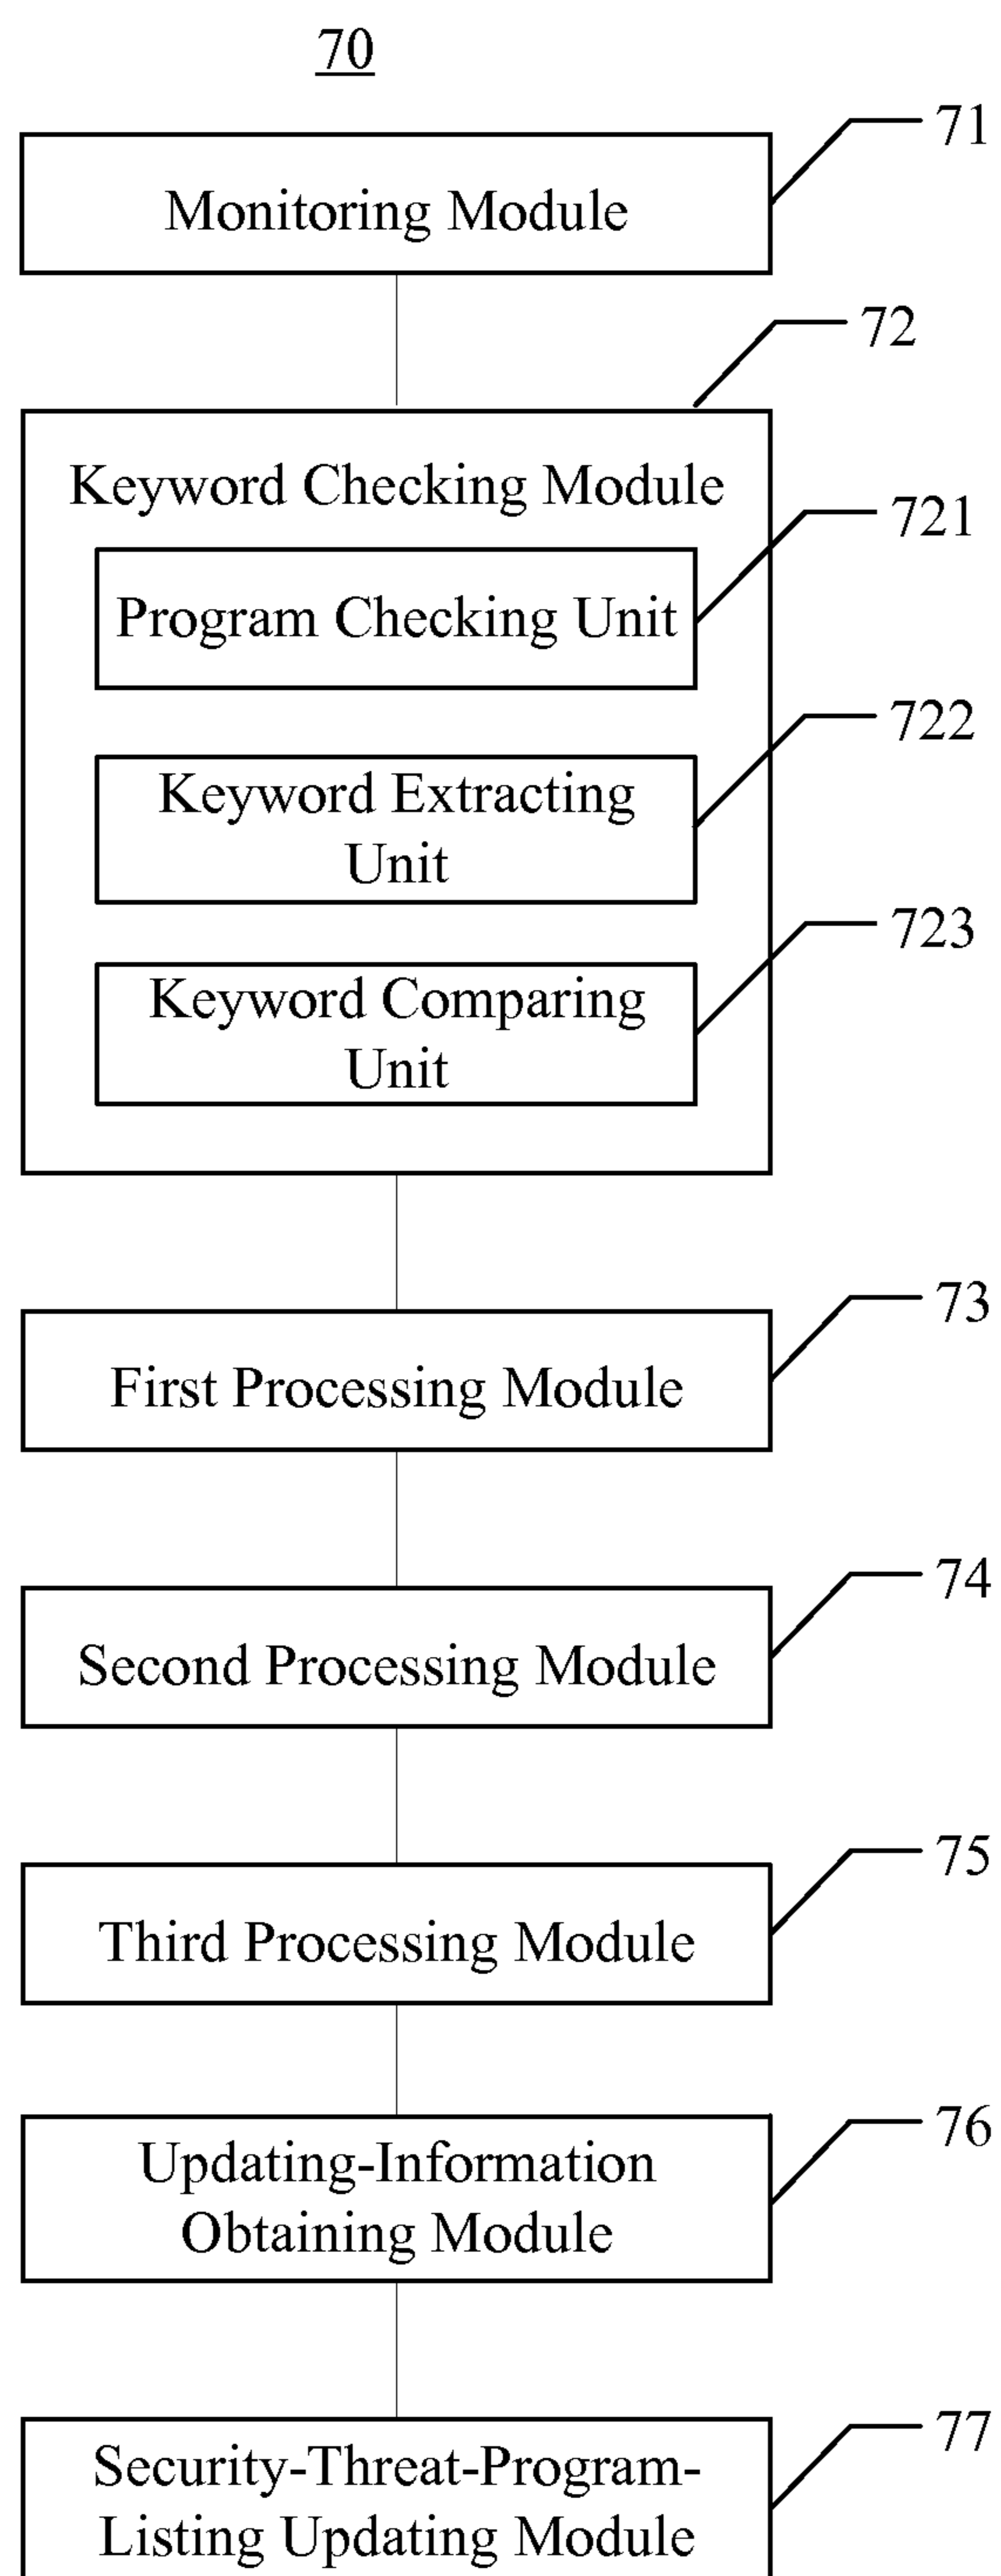 70
71
Monitoring Module
72
Keyword Checking Module
721
Program Checking Unit
722
Keyword Extracting
Unit
723
Keyword Comparing
Unit
73
First Processing Module
74
Second Processing Module
75
Third Processing Module
76
Updating-Information
Obtaining Module
77
Security-Threat-Program-
Listing Updating Module